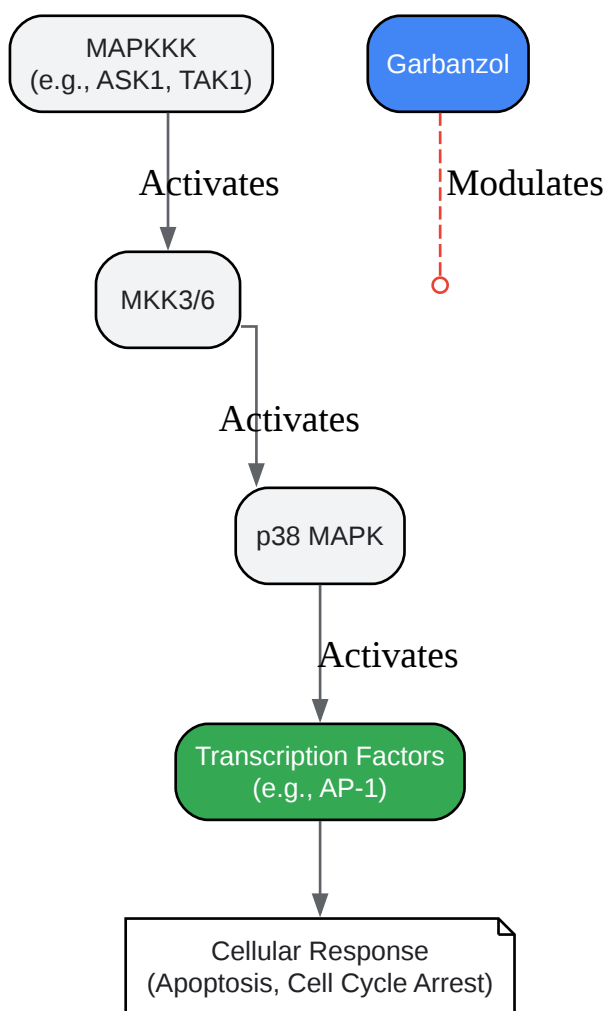 MAPKKK
(e.g., ASK1, TAK1)
Garbanzol
Activates
Modulates
MKK3/6
Activates
p38 MAPK
Activates
Transcription Factors
(e.g., AP-1)
Cellular Response
(Apoptosis, Cell Cycle Arrest)